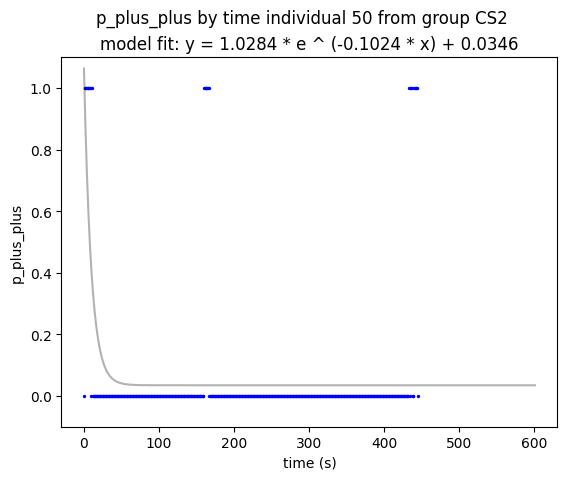 p_plus_plus by time individual 50 from group CS2
model fit: y = 1.0284 * e ^ (-0.1024 * x) + 0.0346
1.0
0.8
0.6
0.4
0.2
0.0
p_plus_plus
0 100 200 300 400 500 600
time (s)